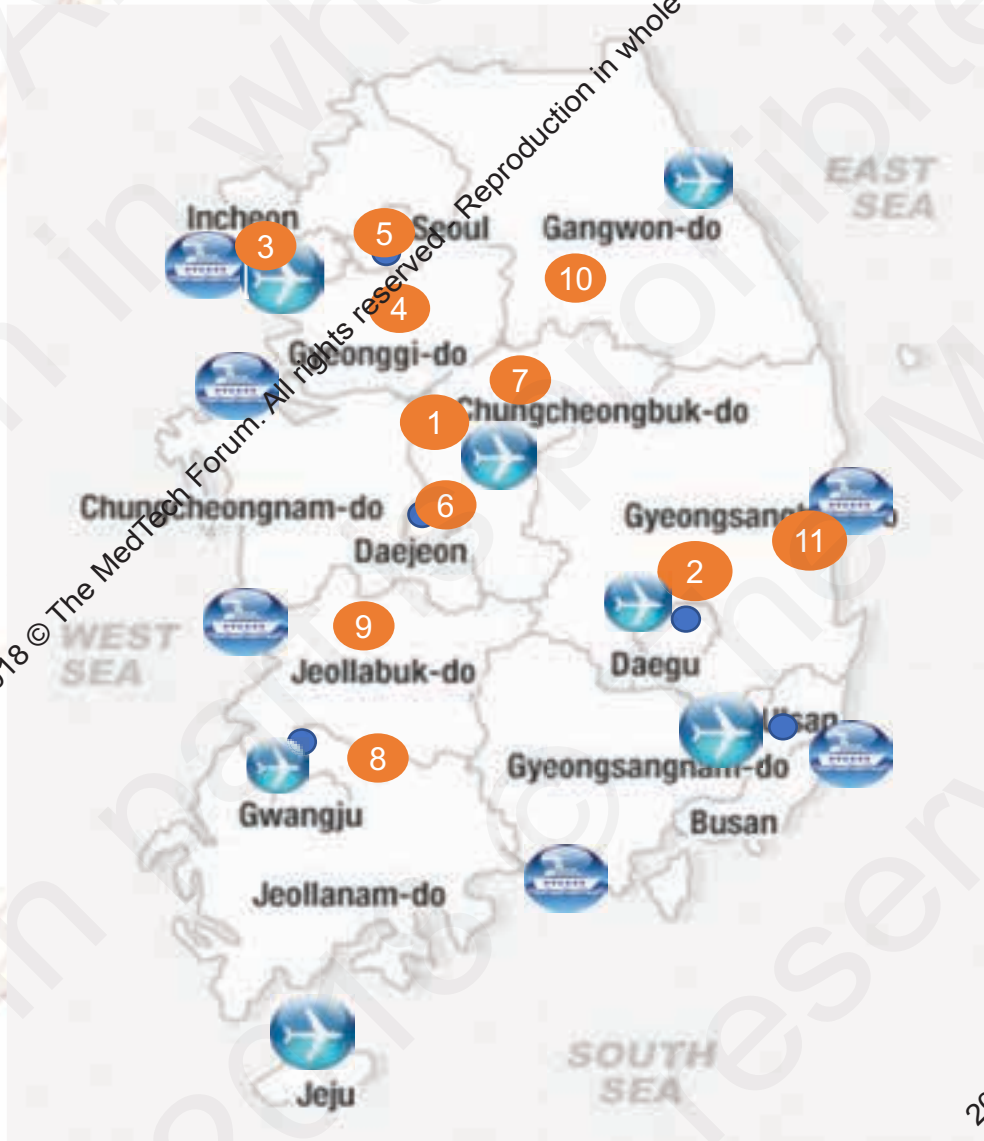 Reproduction in whole
EAST
SEA
Incheon
3
5
Seoul
Gangwon-do
10
4
Gyeonggi-do
7
1
Chungcheongbuk-do
Chungcheongnam-do
6
Daejeon
11
2
WEST
SEA
9
Jeollabuk-do
Daegu
Ulsan
8
Gyeongsangnam-do
Gwangju
Busan
Jeollanam-do
SOUTH
SEA
Jeju
18 © The MedTech Forum. All rights reserved